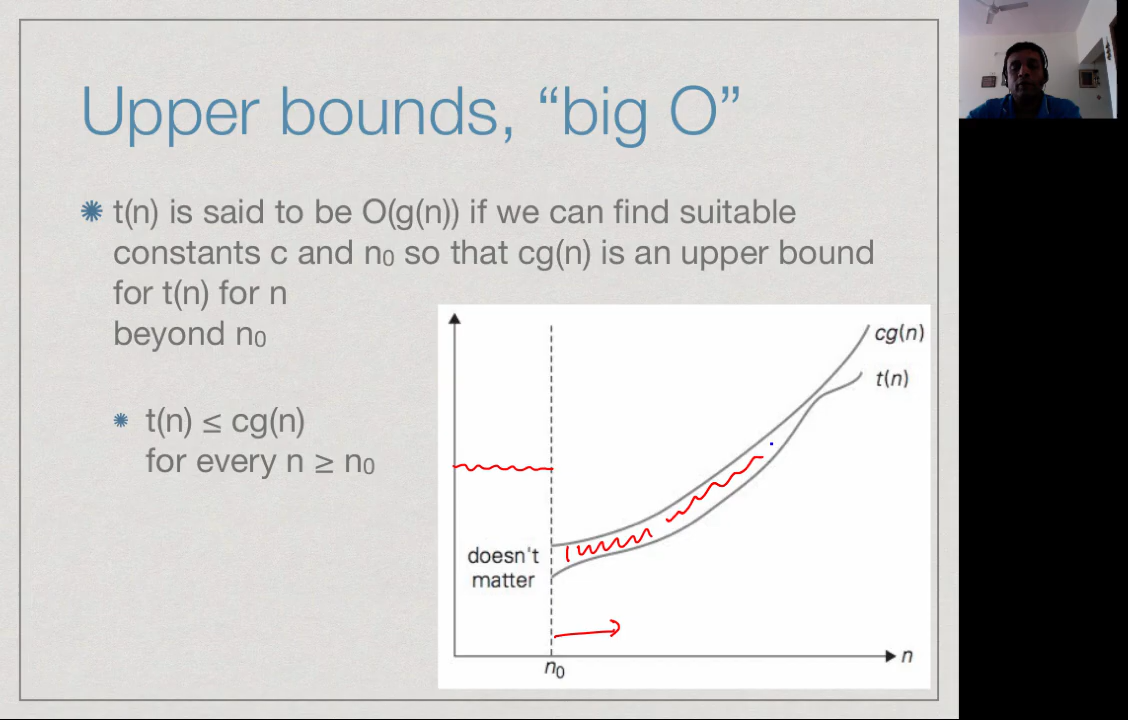 Upper bounds, “big O”
t(n) is said to be O(g(n)) if we can find suitable
constants c and n₀ so that cg(n) is an upper bound
for t(n) for n
beyond n₀
t(n) ≤ cg(n)
for every n ≥ n₀
cg(n)
t(n)
doesn't
matter
n
n₀